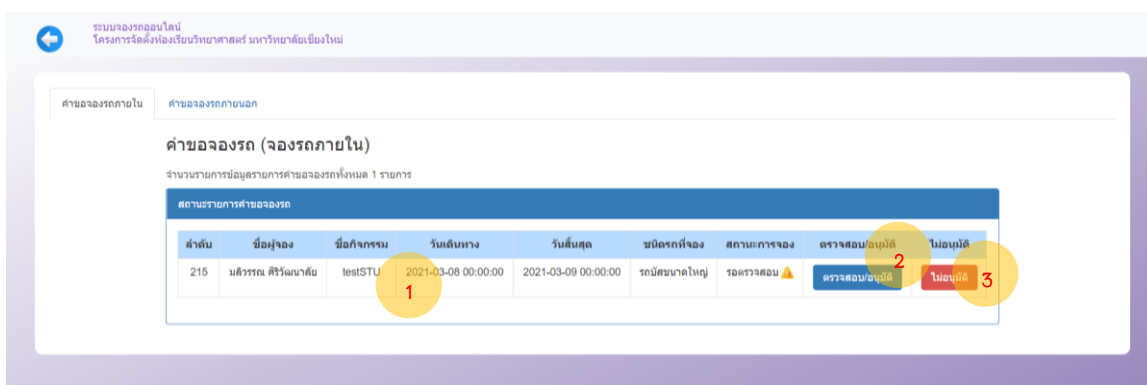 ระบบจองรถออนไลน์
โครงการจัดตั้งห้องเรียนวิทยาศาสตร์ มหาวิทยาลัยเชียงใหม่
คำขอจองรถภายใน คำขอจองรถภายนอก
คำขอจองรถ (จองรถภายใน)
จำนวนรายการข้อมูลรายการคำขอจองรถทั้งหมด 1 รายการ
สถานะรายการคำขอจองรถ
ลำดับ ชื่อผู้จอง ชื่อกิจกรรม วันเดินทาง วันสิ้นสุด ชนิดรถที่จอง สถานะการจอง ตรวจสอบ/อนุมัติ ไม่อนุมัติ
215 มติวรรณ ศิริวัฒนาคัย testSTU 2021-03-08 00:00:00 2021-03-09 00:00:00 รถบัสขนาดใหญ่ รอตรวจสอบ ตรวจสอบ/อนุมัติ ไม่อนุมัติ
1 2 3